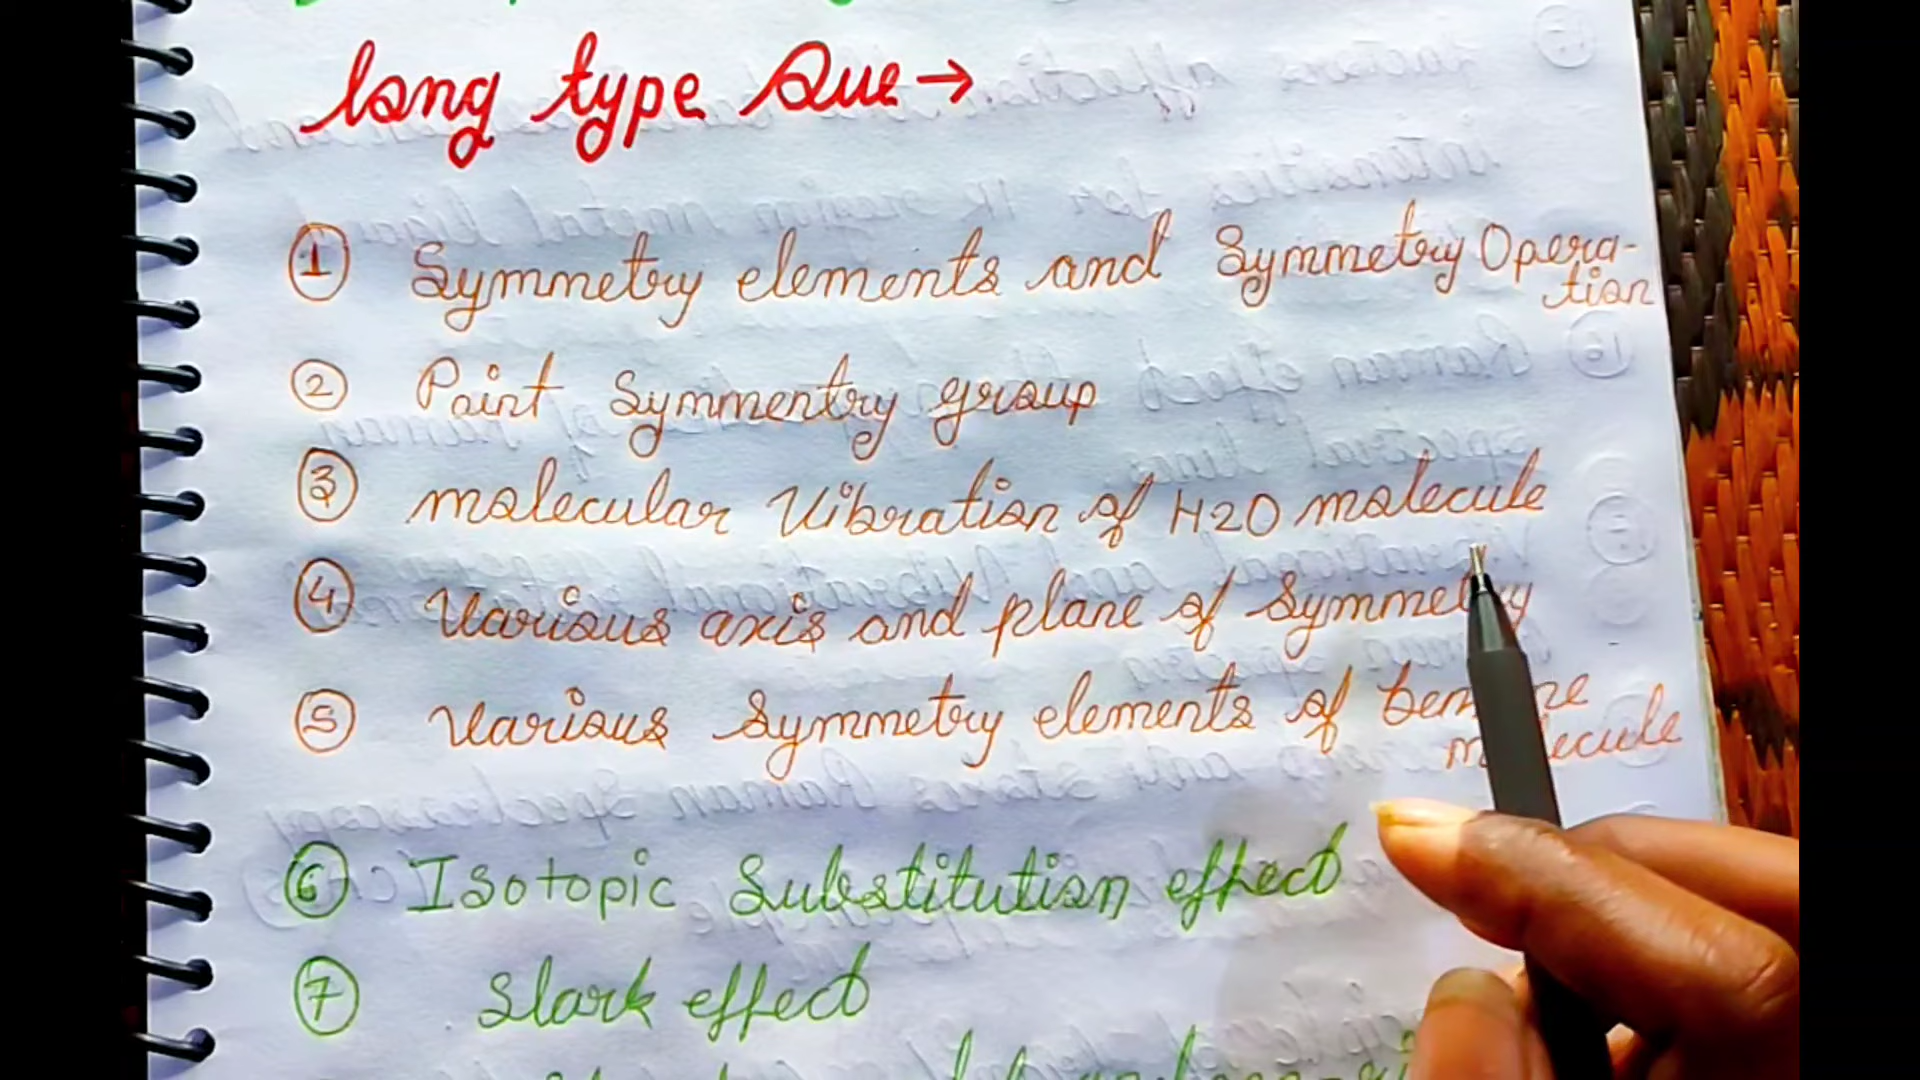 long type Que→
① Symmetry elements and Symmetry Opera-
tion
② Point Symmentry group
③ molecular Vibration of H2O molecule
④ Various axis and plane of Symmetry
⑤ Various Symmetry elements of
molecule
⑥ Isotopic Substitution effect
⑦ Stark effect